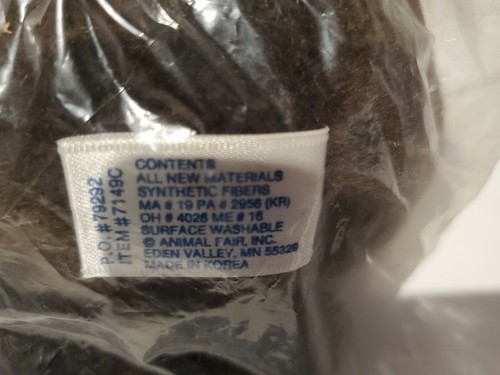 CONTENTS
ALL NEW MATERIALS
SYNTHETIC FIBERS
MA # 19 PA # 2956 (KR)
OH # 4026 ME # 16
SURFACE WASHABLE
© ANIMAL FAIR, INC.
EDEN VALLEY, MN 55329
MADE IN KOREA
P.O. #79292
ITEM #7149C